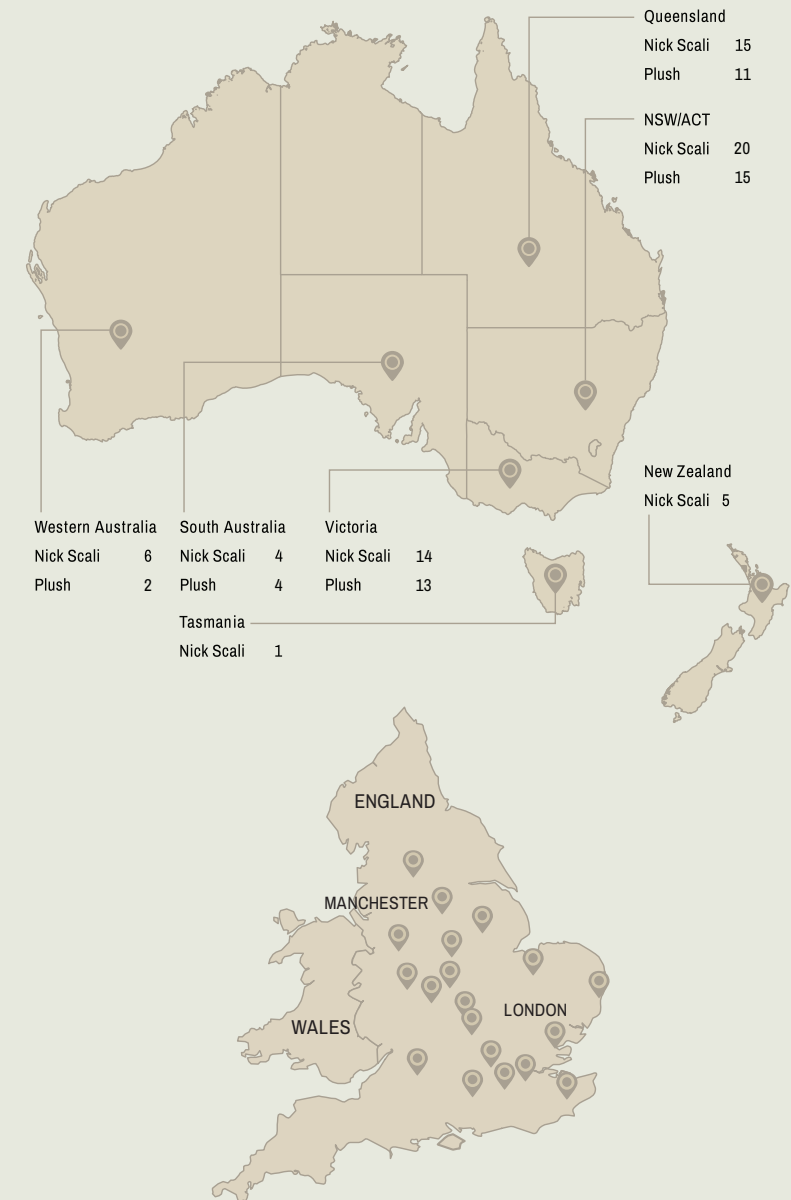 Queensland
Nick Scali 15
Plush 11
NSW/ACT
Nick Scali 20
Plush 15
New Zealand
Nick Scali 5
Western Australia
Nick Scali 6
Plush 2
South Australia
Nick Scali 4
Plush 4
Victoria
Nick Scali 14
Plush 13
Tasmania
Nick Scali 1
ENGLAND
MANCHESTER
LONDON
WALES